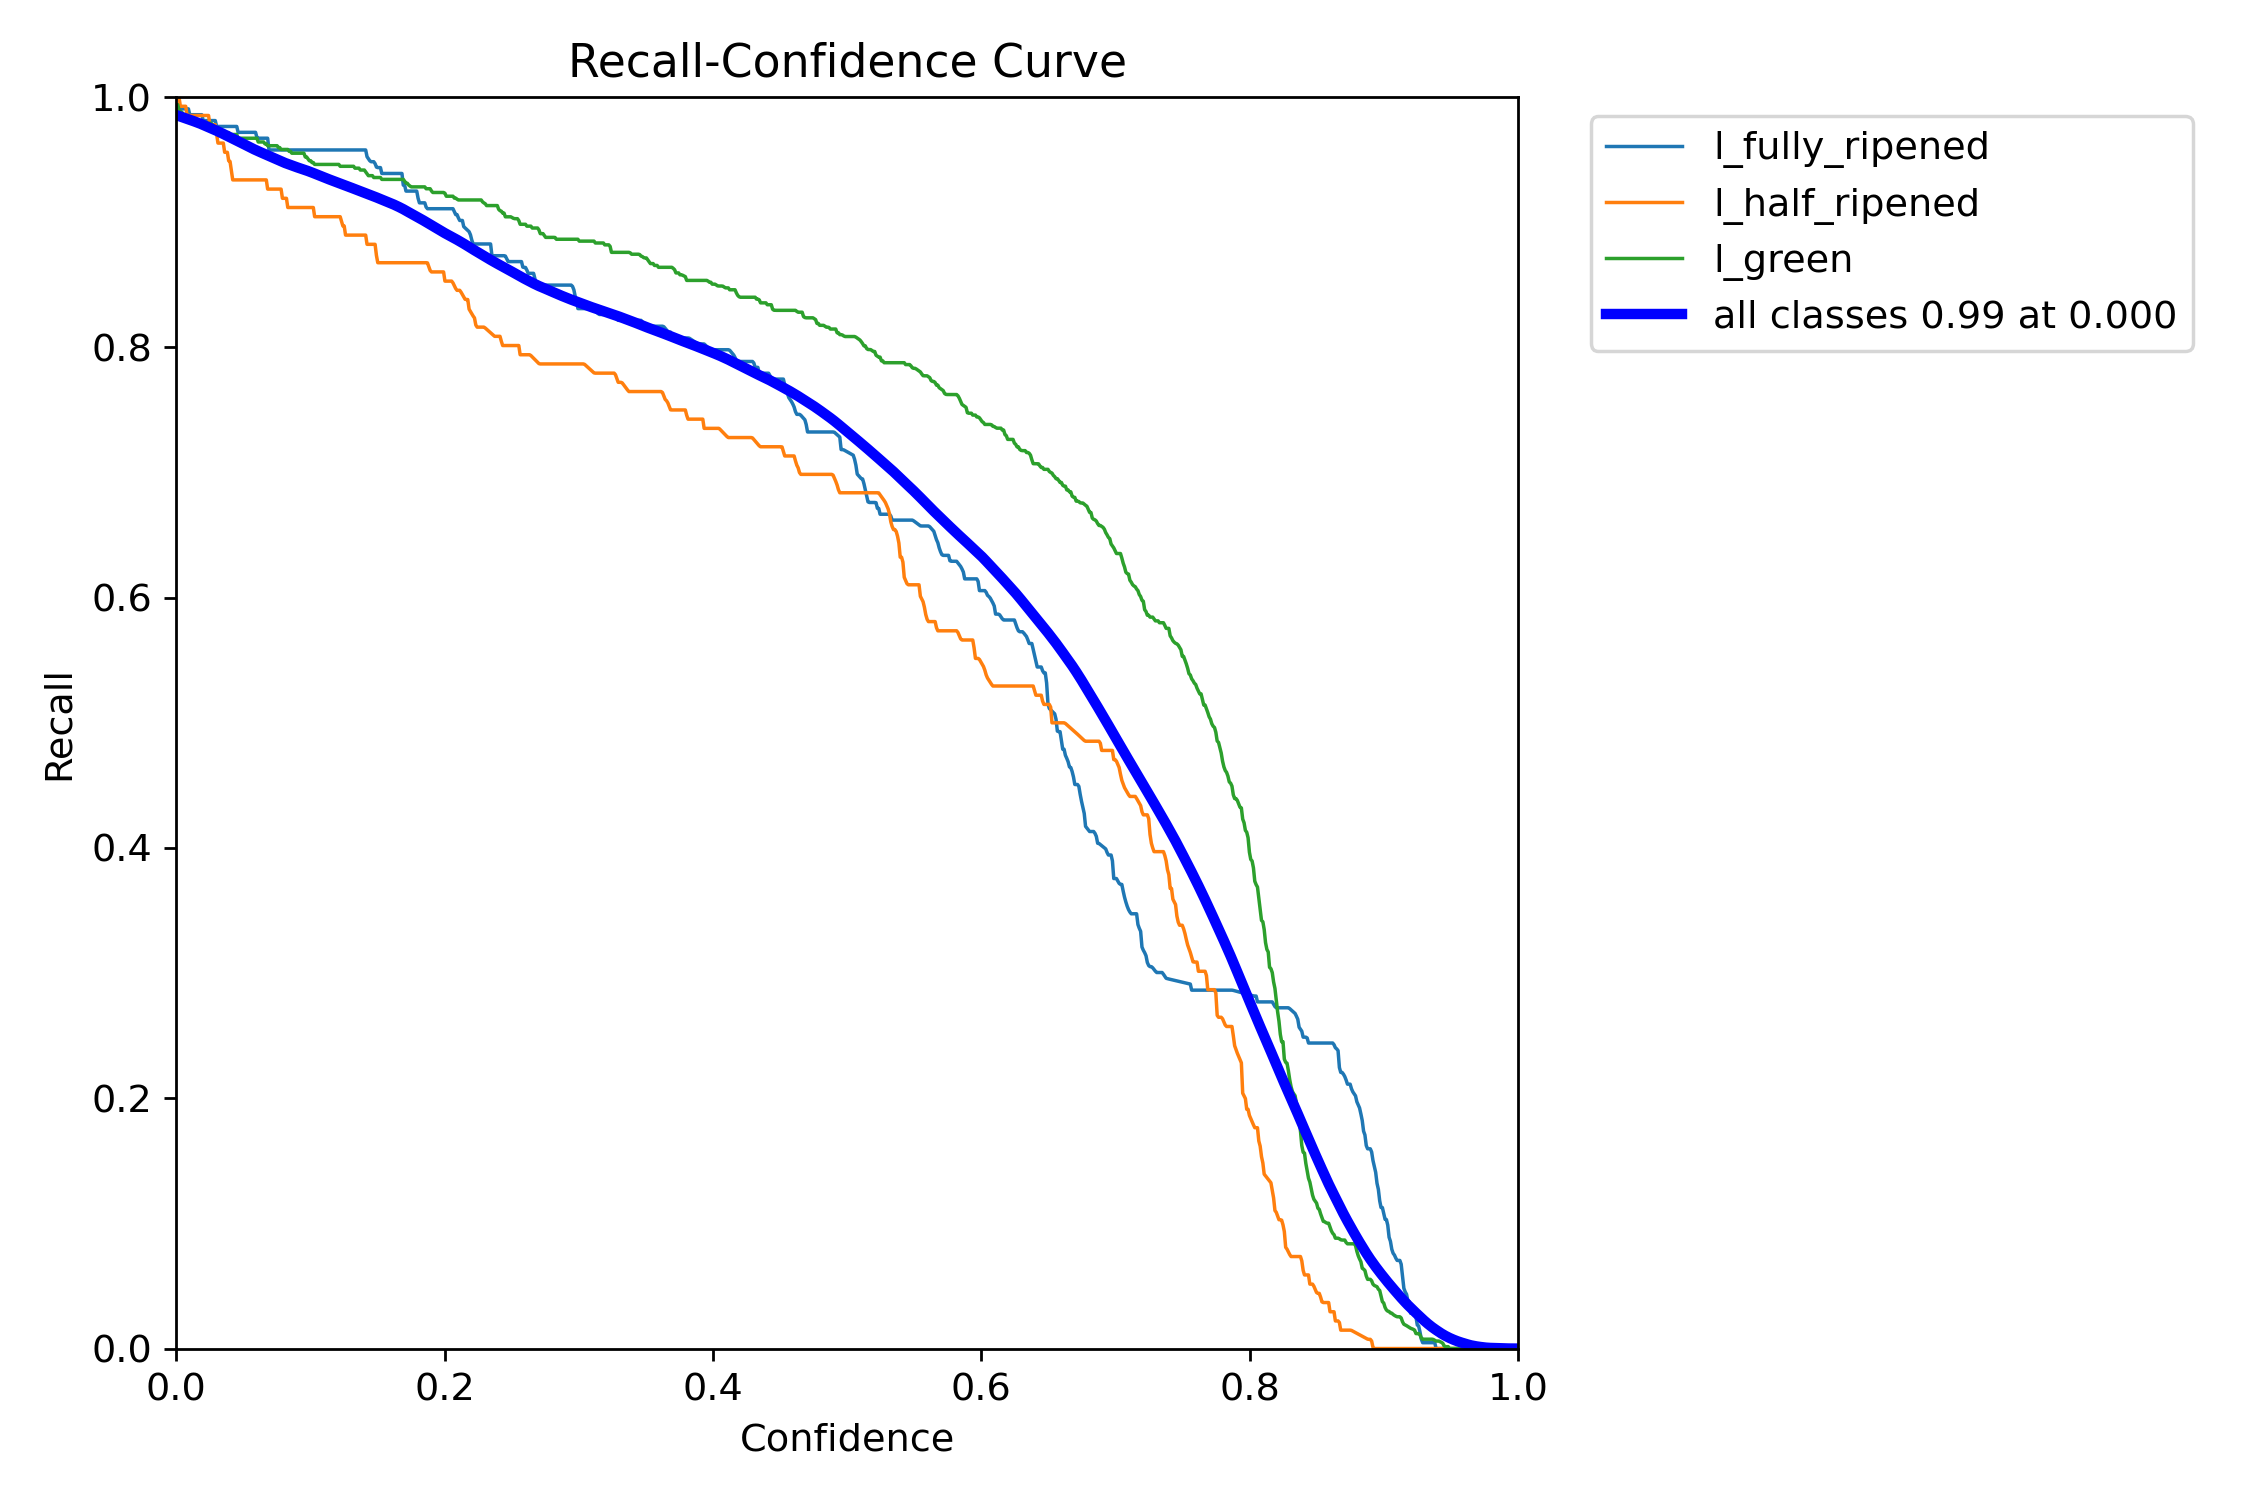 Recall-Confidence Curve
1.0
0.8
0.6
0.4
0.2
0.0
Recall
0.0 0.2 0.4 0.6 0.8 1.0
Confidence
l_fully_ripened
l_half_ripened
l_green
all classes 0.99 at 0.000